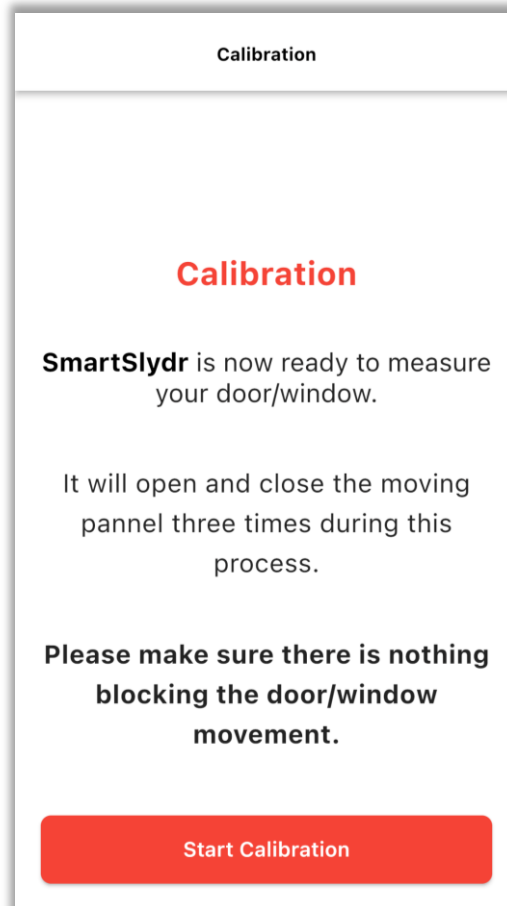 Calibration
Calibration
SmartSlydr is now ready to measure
your door/window.
It will open and close the moving
pannel three times during this
process.
Please make sure there is nothing
blocking the door/window
movement.
Start Calibration